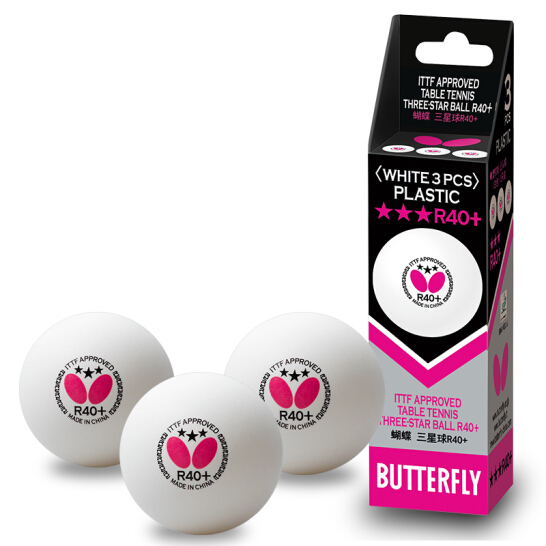 ITTF APPROVED
TABLE TENNIS
THREE-STAR BALL R40+
蝴蝶 三星球R40+
〈WHITE 3 PCS〉
PLASTIC
★★★R40+
ITTF APPROVED
★★★
R40+
ITTF APPROVED
TABLE TENNIS
THREE-STAR BALL R40+
蝴蝶 三星球R40+
BUTTERFLY
3
PCS
PLASTIC
★★★
R40+
★★★R40+
ITTF APPROVED
★★★
R40+
MADE IN CHINA
ITTF APPROVED
★★★
R40+
MADE IN CHINA
ITTF APPROVED
★★★
R40+
MADE IN CHINA